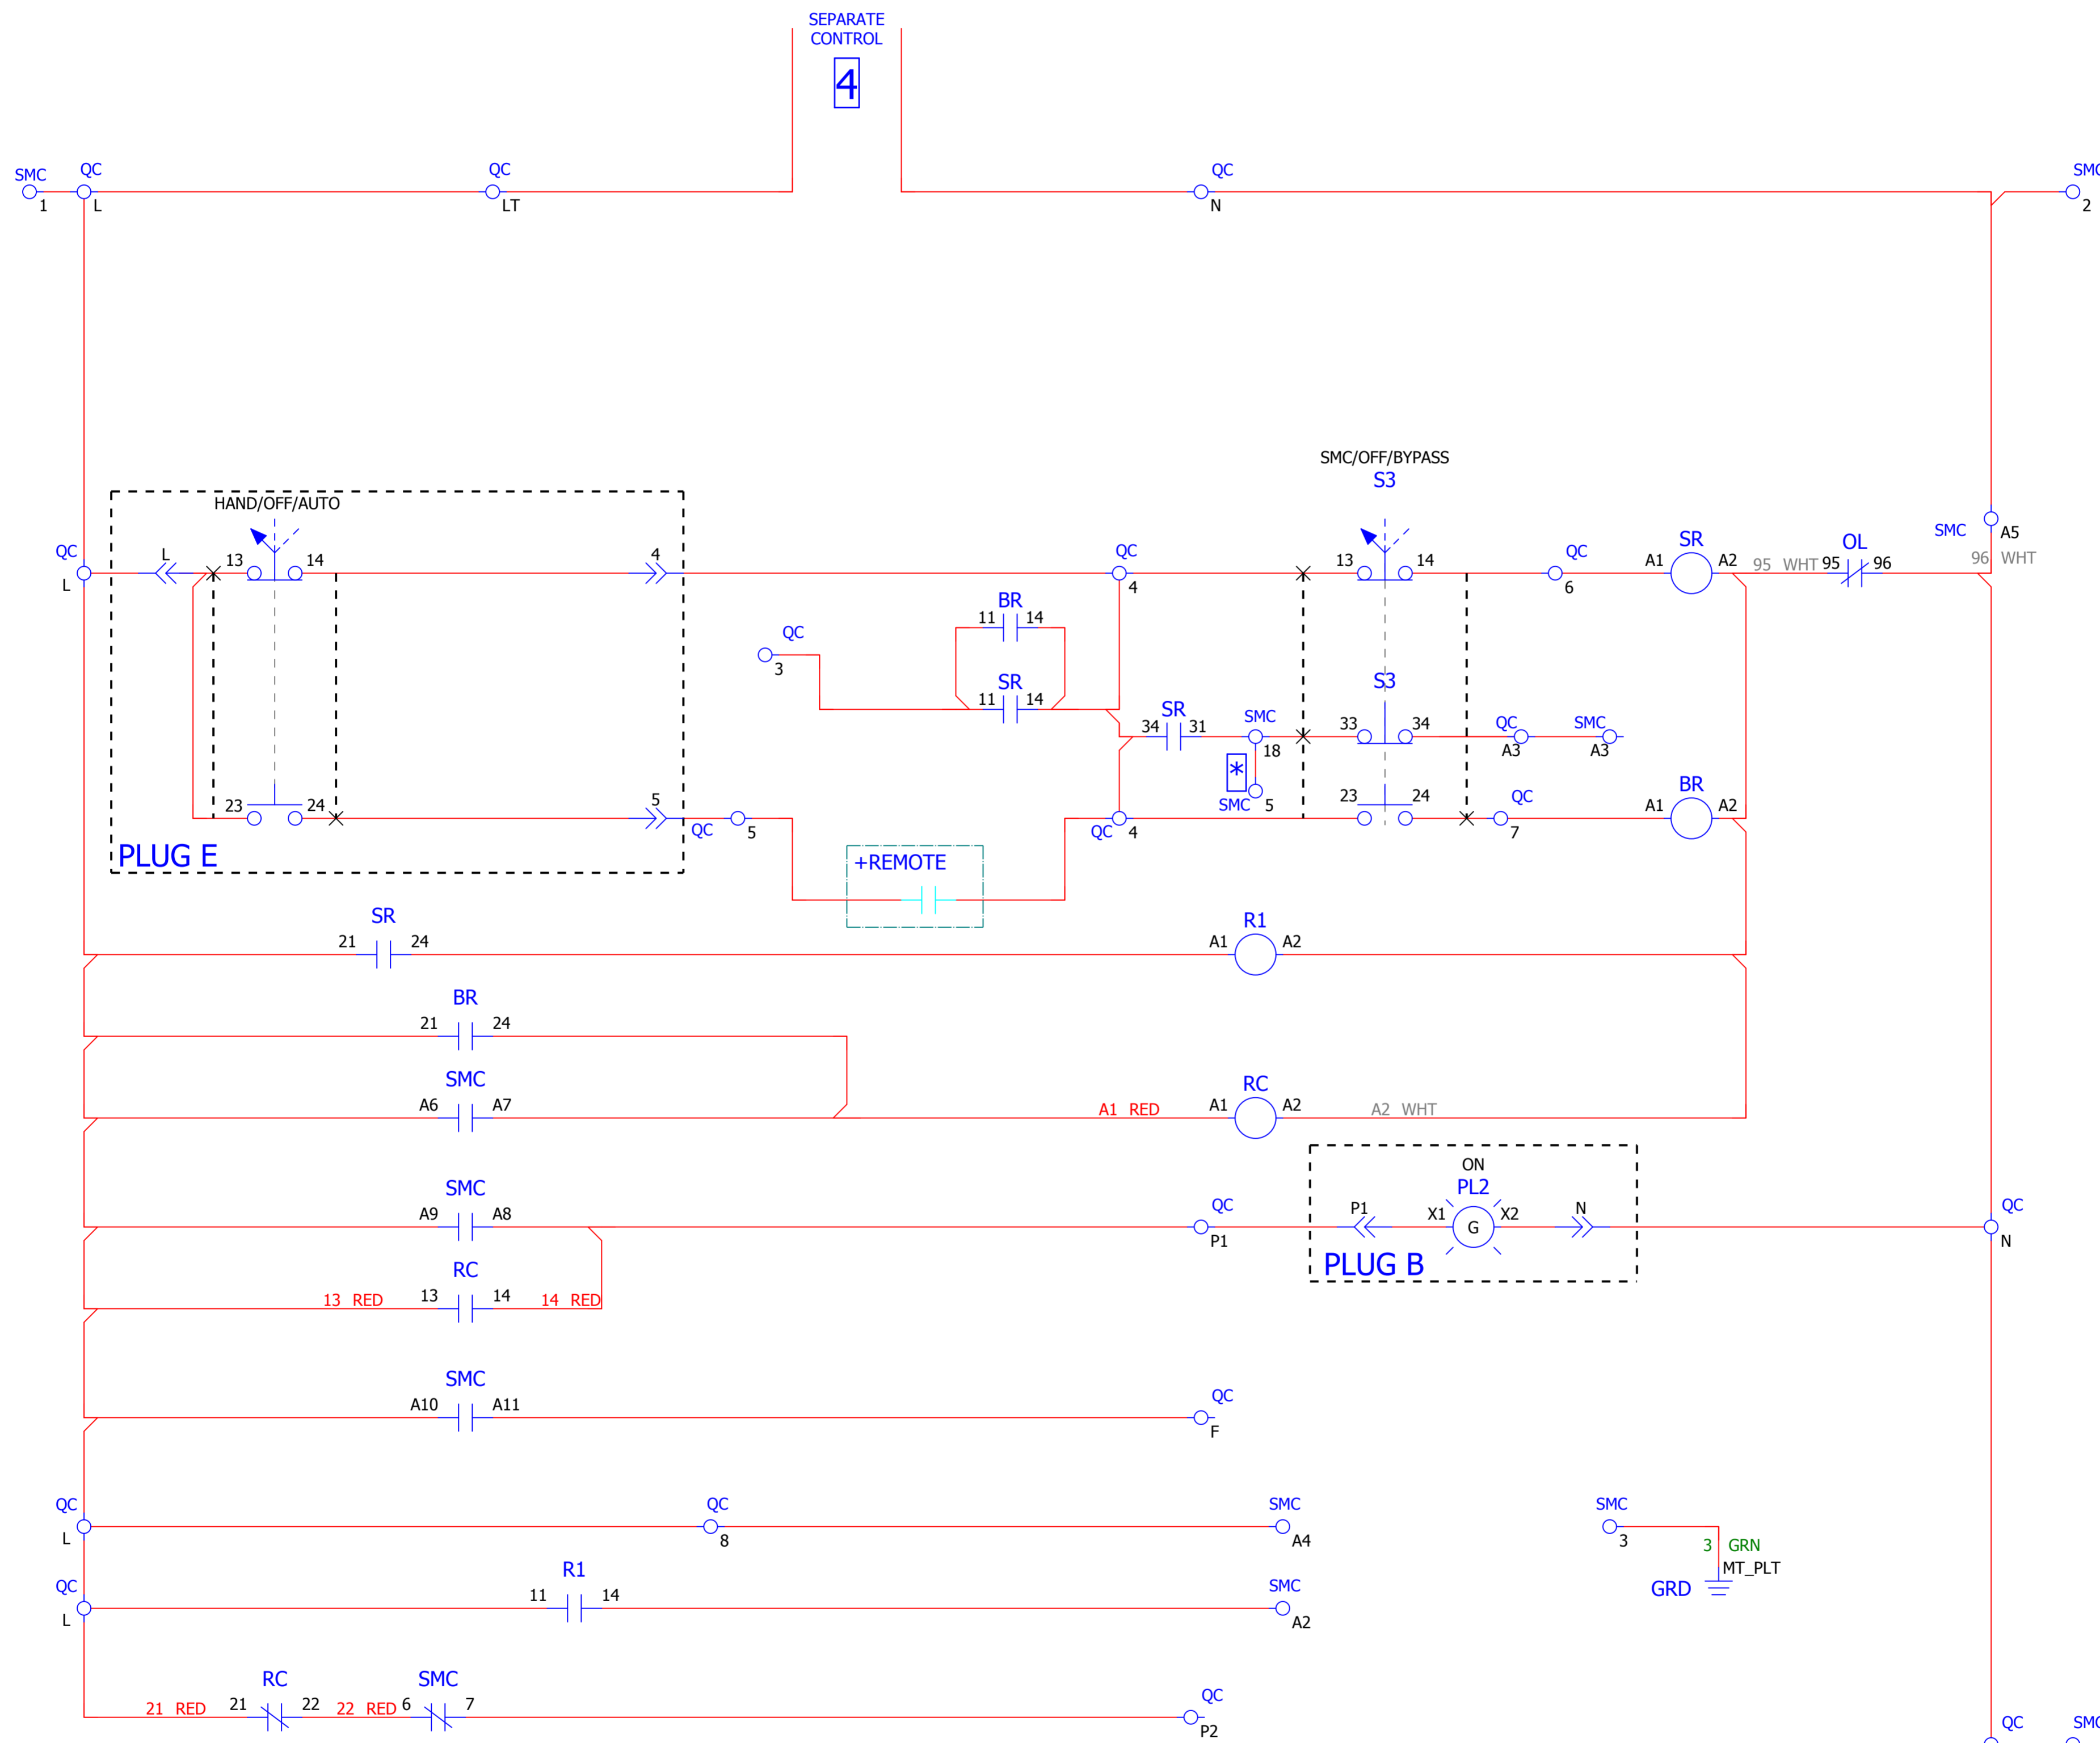 SEPARATE
CONTROL
4
SMC
1
QC
L
QC
LT
QC
N
SMC
2
SMC/OFF/BYPASS
S3
HAND/OFF/AUTO
QC
L
L
13
14
4
QC
4
13
14
QC
6
SR
A1
A2
95 WHT
OL
95
96
SMC
A5
96 WHT
BR
11
14
QC
3
SR
11
14
SR
34
31
SMC
18
*
SMC
5
S3
33
34
QC
A3
SMC
A3
23
24
5
QC
5
QC
4
23
24
QC
7
BR
A1
A2
PLUG E
+REMOTE
SR
21
24
R1
A1
A2
BR
21
24
SMC
A6
A7
A1 RED
RC
A1
A2
A2 WHT
SMC
A9
A8
QC
P1
ON
PL2
P1
X1
G
X2
N
PLUG B
QC
N
RC
13 RED
13
14
14 RED
SMC
A10
A11
QC
F
QC
L
QC
8
SMC
A4
SMC
3
3 GRN
MT_PLT
GRD
QC
L
R1
11
14
SMC
A2
RC
21 RED
21
22
22 RED
SMC
6
7
QC
P2
QC
SMC